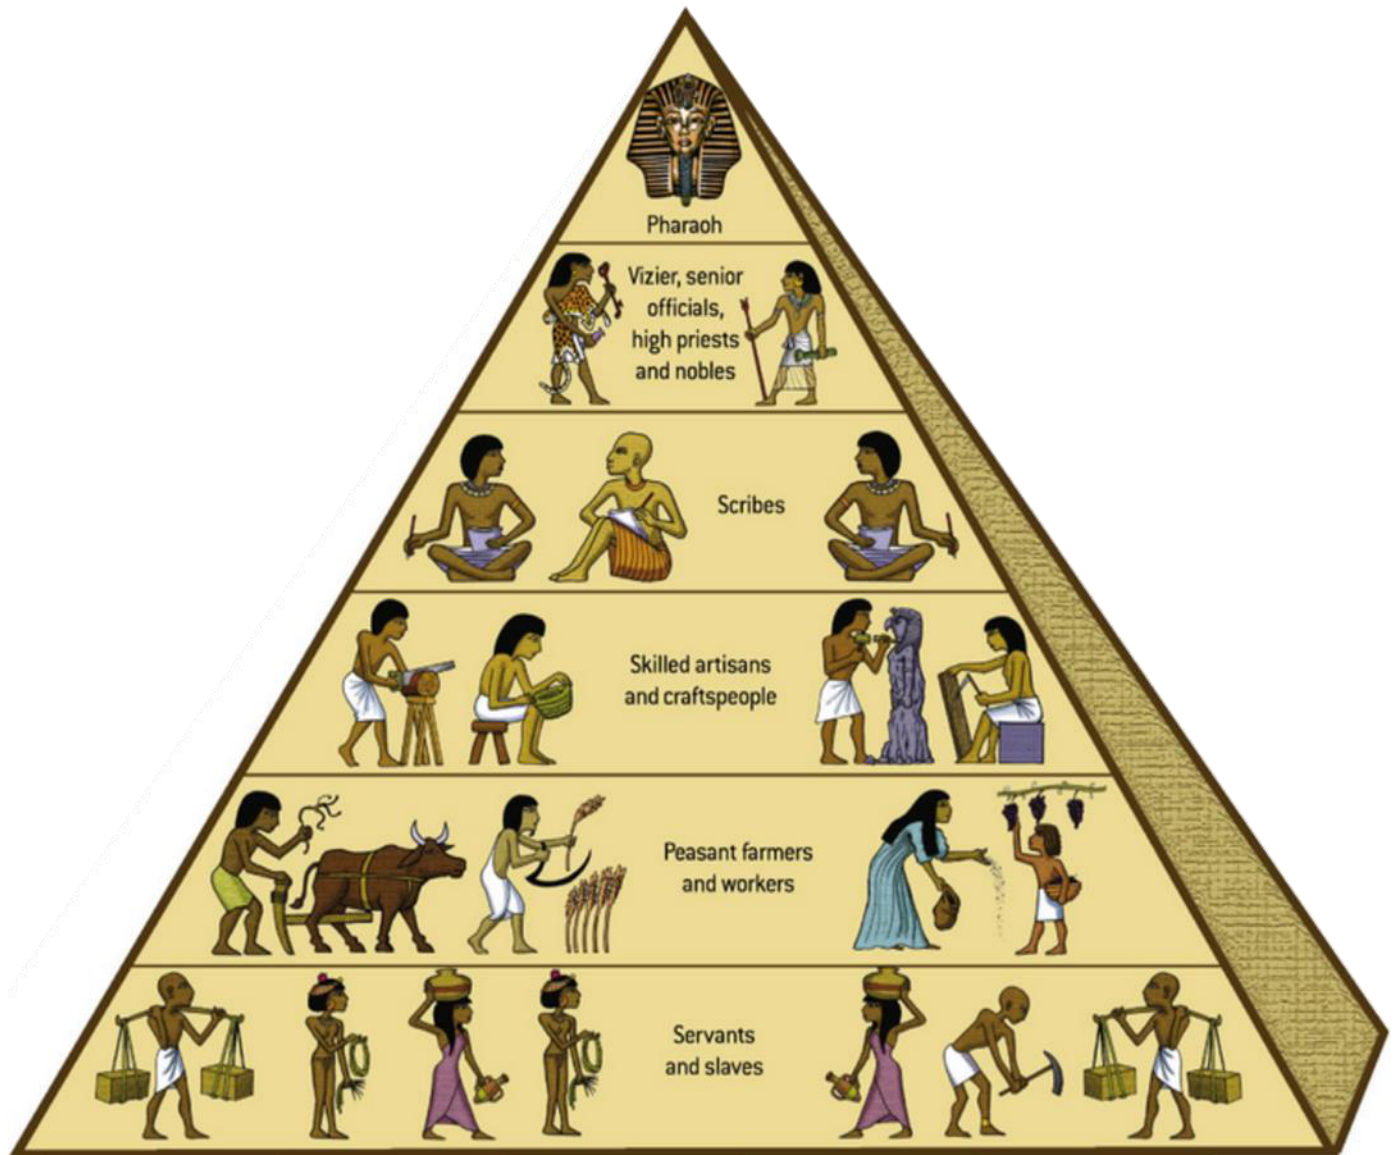 Pharaoh
Vizier, senior
officials,
high priests
and nobles
Scribes
Skilled artisans
and craftspeople
Peasant farmers
and workers
Servants
and slaves